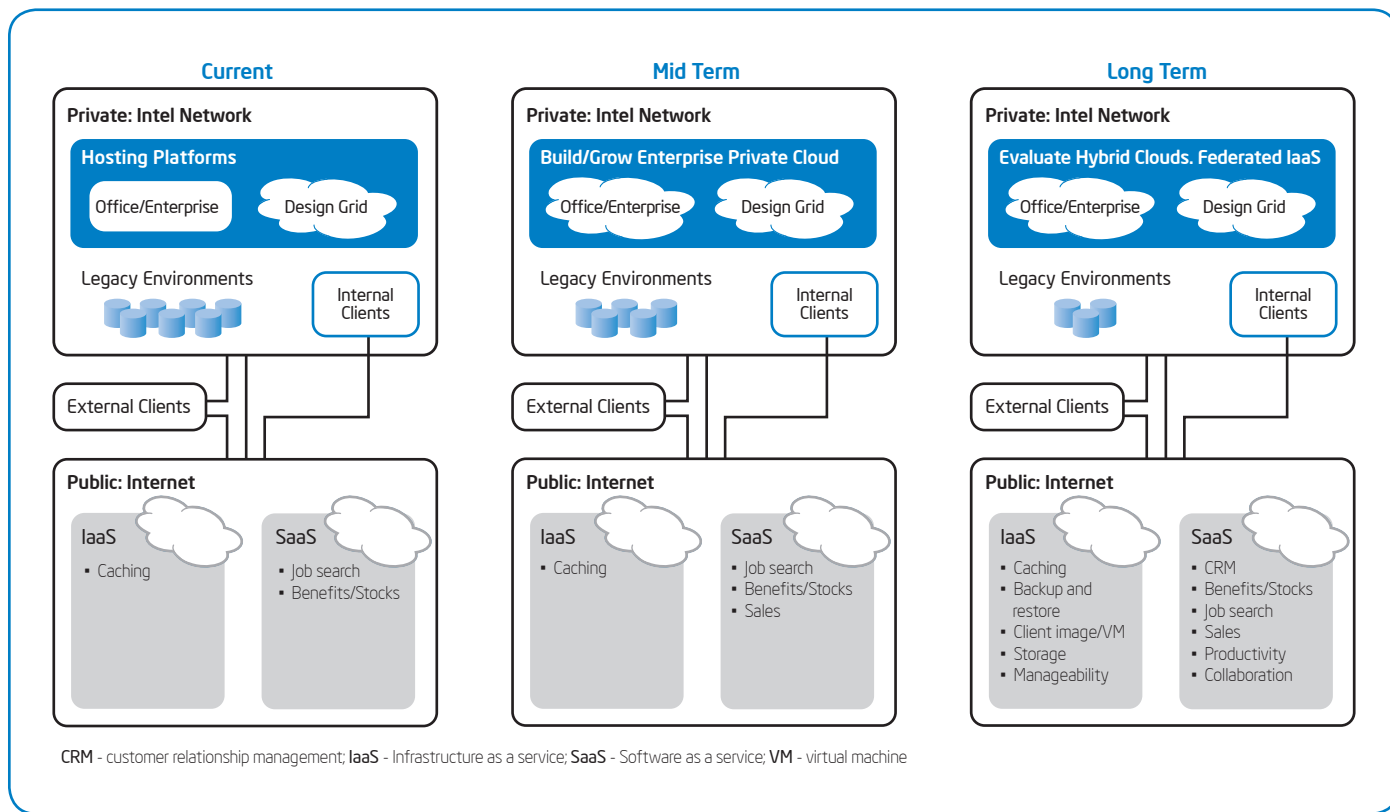 Current
Private: Intel Network
Hosting Platforms
Office/Enterprise
Design Grid
Legacy Environments
Internal
Clients
External Clients
Public: Internet
IaaS
▪ Caching
SaaS
▪ Job search
▪ Benefits/Stocks
Mid Term
Private: Intel Network
Build/Grow Enterprise Private Cloud
Office/Enterprise
Design Grid
Legacy Environments
Internal
Clients
External Clients
Public: Internet
IaaS
▪ Caching
SaaS
▪ Job search
▪ Benefits/Stocks
▪ Sales
Long Term
Private: Intel Network
Evaluate Hybrid Clouds. Federated IaaS
Office/Enterprise
Design Grid
Legacy Environments
Internal
Clients
External Clients
Public: Internet
IaaS
▪ Caching
▪ Backup and
restore
▪ Client image/VM
▪ Storage
▪ Manageability
SaaS
▪ CRM
▪ Benefits/Stocks
▪ Job search
▪ Sales
▪ Productivity
▪ Collaboration
CRM - customer relationship management; IaaS - Infrastructure as a service; SaaS - Software as a service; VM - virtual machine